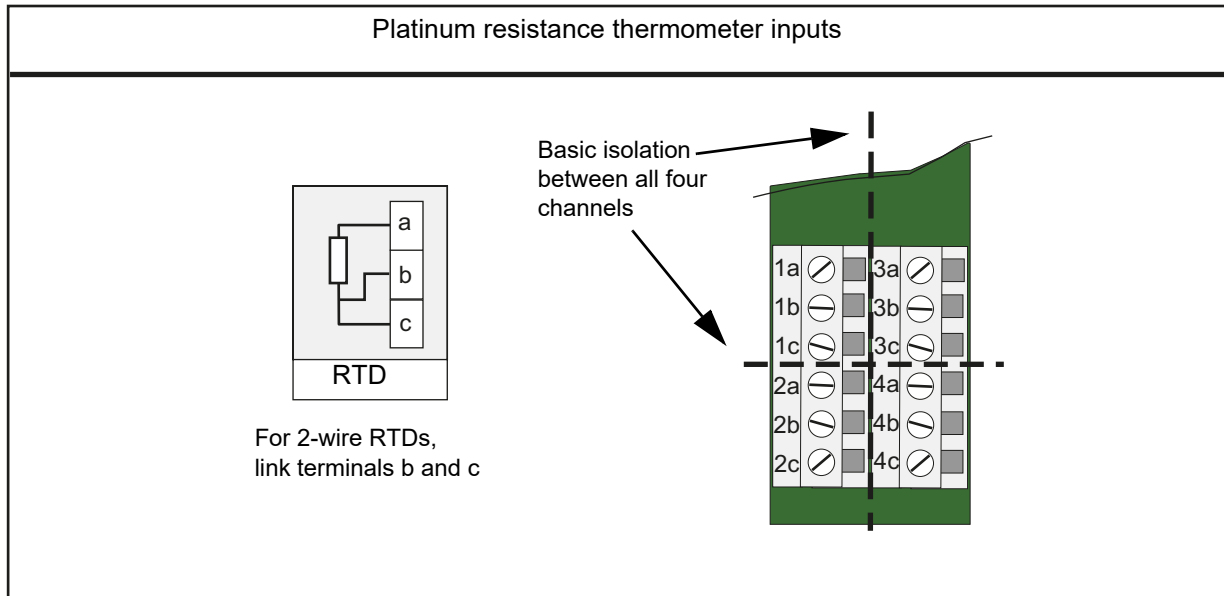 Platinum resistance thermometer inputs
Basic isolation
between all four
channels
a
b
c
RTD
For 2-wire RTDs,
link terminals b and c
1a 3a
1b 3b
1c 3c
2a 4a
2b 4b
2c 4c